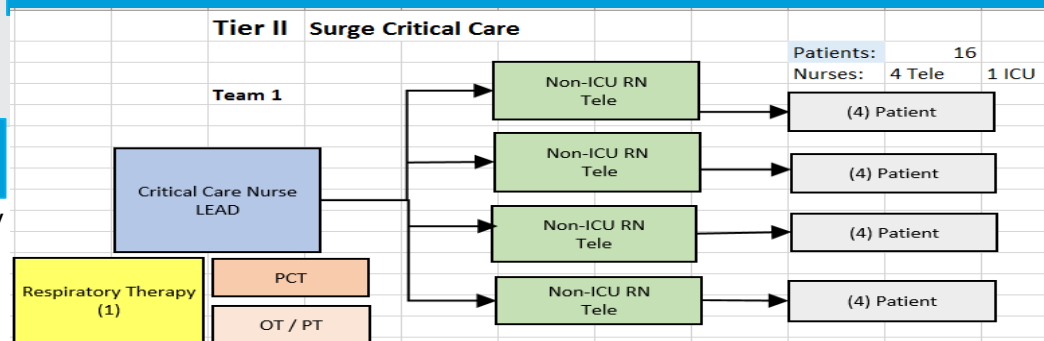 Tier II Surge Critical Care
Patients: 16
Nurses: 4 Tele 1 ICU
Team 1
Non-ICU RN
Tele
(4) Patient
Non-ICU RN
Tele
(4) Patient
Critical Care Nurse
LEAD
Non-ICU RN
Tele
(4) Patient
Respiratory Therapy
(1)
PCT
OT / PT
Non-ICU RN
Tele
(4) Patient